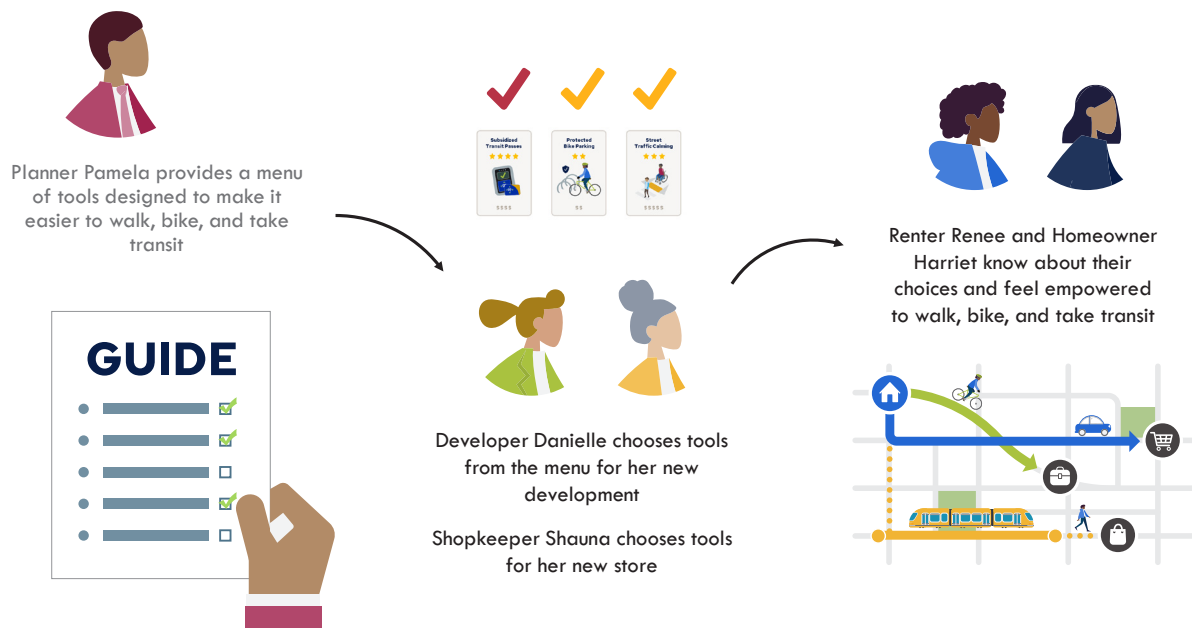 Planner Pamela provides a menu
of tools designed to make it
easier to walk, bike, and take
transit
GUIDE
Subsidized
Transit Passes
$$$$
Protected
Bike Parking
$$
Street
Traffic Calming
$$$$$
Developer Danielle chooses tools
from the menu for her new
development
Shopkeeper Shauna chooses tools
for her new store
Renter Renee and Homeowner
Harriet know about their
choices and feel empowered
to walk, bike, and take transit